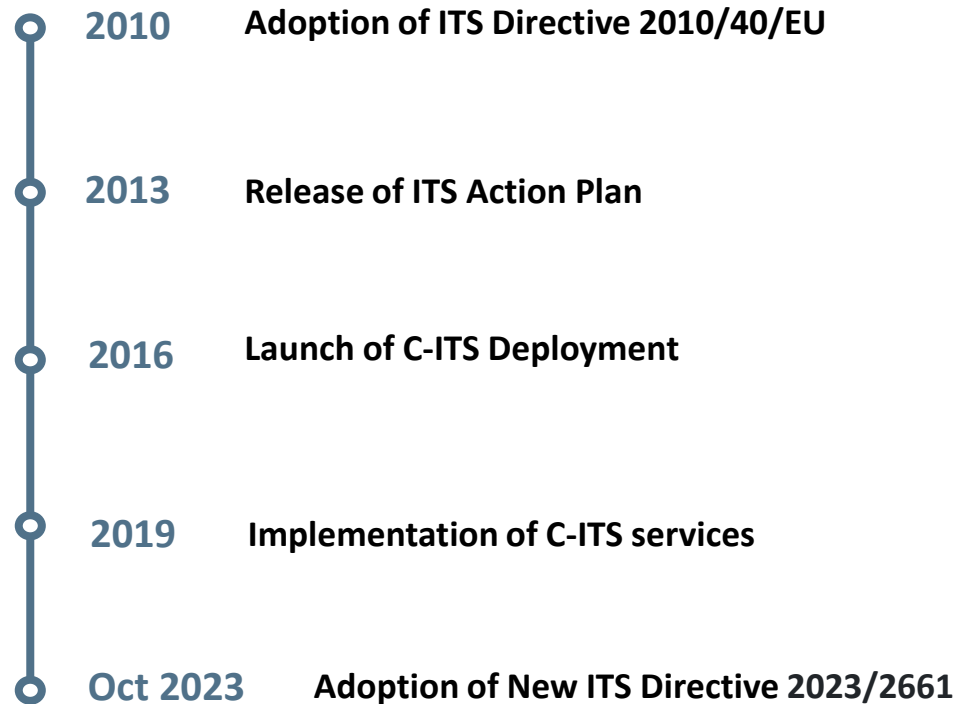 2010 Adoption of ITS Directive 2010/40/EU
2013 Release of ITS Action Plan
2016 Launch of C-ITS Deployment
2019 Implementation of C-ITS services
Oct 2023 Adoption of New ITS Directive 2023/2661